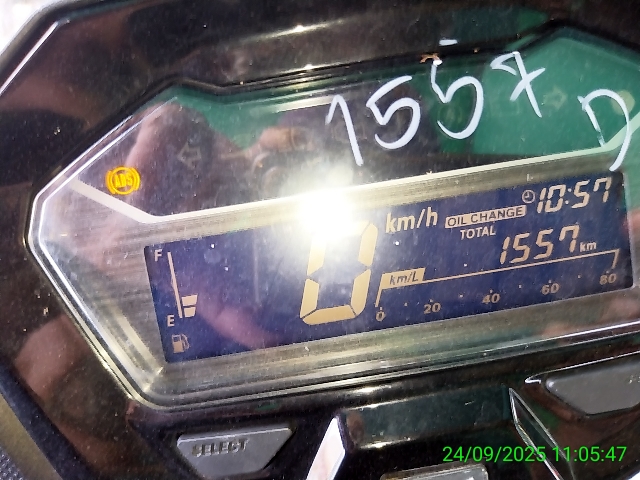 1557
D
ABS
km/h
OIL CHANGE
10:57
TOTAL
1557 km
F
0
km/L
E
0 20 40 60 80
SELECT
24/09/2025 11:05:47